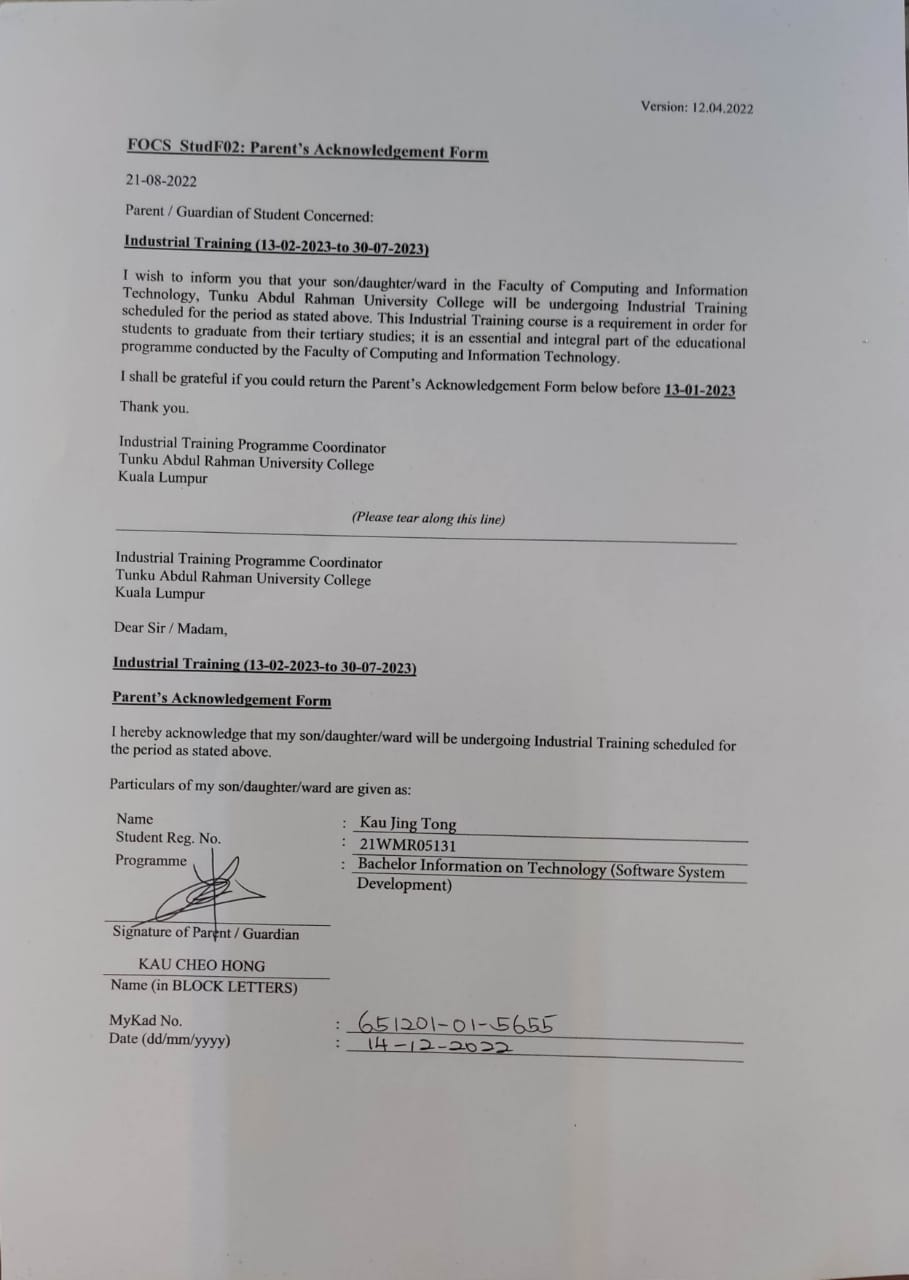 Version: 12.04.2022
FOCS_StudF02: Parent's Acknowledgement Form
21-08-2022
Parent / Guardian of Student Concerned:
Industrial Training (13-02-2023-to 30-07-2023)
I wish to inform you that your son/daughter/ward in the Faculty of Computing and Information
Technology, Tunku Abdul Rahman University College will be undergoing Industrial Training
scheduled for the period as stated above. This Industrial Training course is a requirement in order for
students to graduate from their tertiary studies; it is an essential and integral part of the educational
programme conducted by the Faculty of Computing and Information Technology.
I shall be grateful if you could return the Parent's Acknowledgement Form below before 13-01-2023
Thank you.
Industrial Training Programme Coordinator
Tunku Abdul Rahman University College
Kuala Lumpur
(Please tear along this line)
Industrial Training Programme Coordinator
Tunku Abdul Rahman University College
Kuala Lumpur
Dear Sir / Madam,
Industrial Training (13-02-2023-to 30-07-2023)
Parent's Acknowledgement Form
I hereby acknowledge that my son/daughter/ward will be undergoing Industrial Training scheduled for
the period as stated above.
Particulars of my son/daughter/ward are given as:
Name : Kau Jing Tong
Student Reg. No. : 21WMR05131
Programme : Bachelor Information on Technology (Software System
Development)
Signature of Parent / Guardian
KAU CHEO HONG
Name (in BLOCK LETTERS)
MyKad No. : 651201-01-5655
Date (dd/mm/yyyy) : 14-12-2022